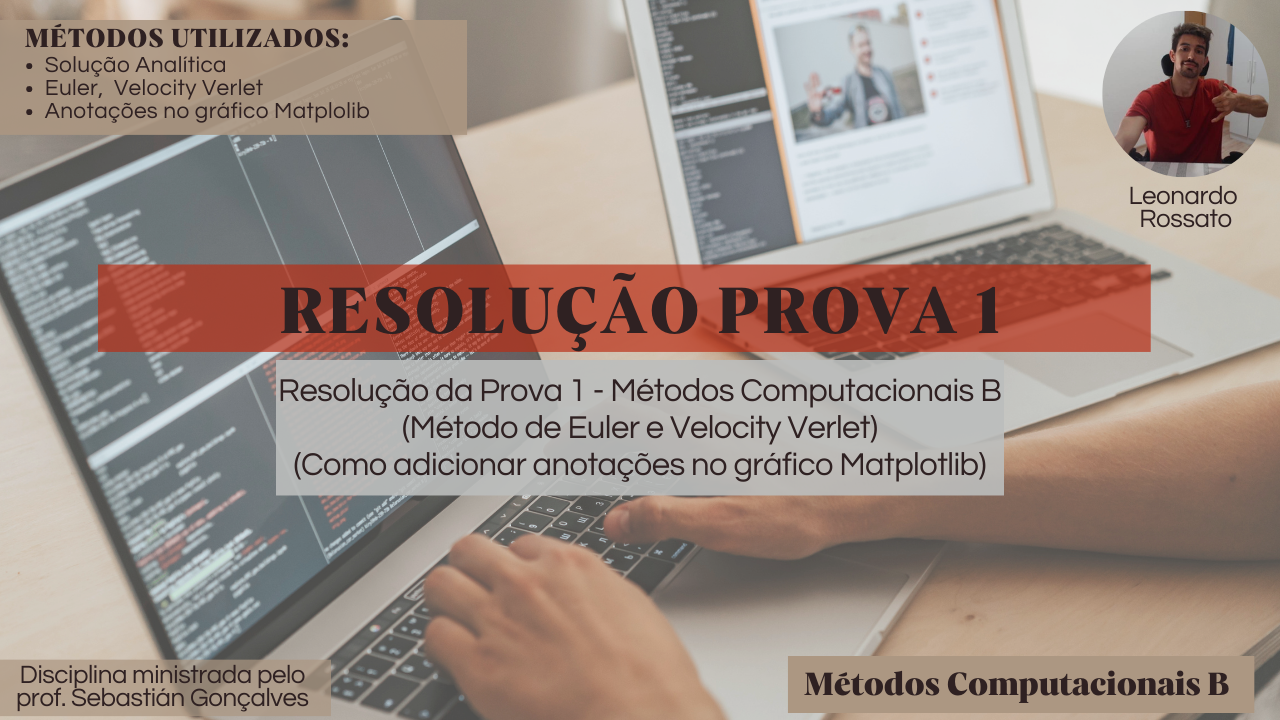 MÉTODOS UTILIZADOS:
• Solução Analítica
• Euler, Velocity Verlet
• Anotações no gráfico Matplolib
Leonardo
Rossato
RESOLUÇÃO PROVA 1
Resolução da Prova 1 - Métodos Computacionais B
(Método de Euler e Velocity Verlet)
(Como adicionar anotações no gráfico Matplotlib)
Disciplina ministrada pelo
prof. Sebastián Gonçalves
Métodos Computacionais B